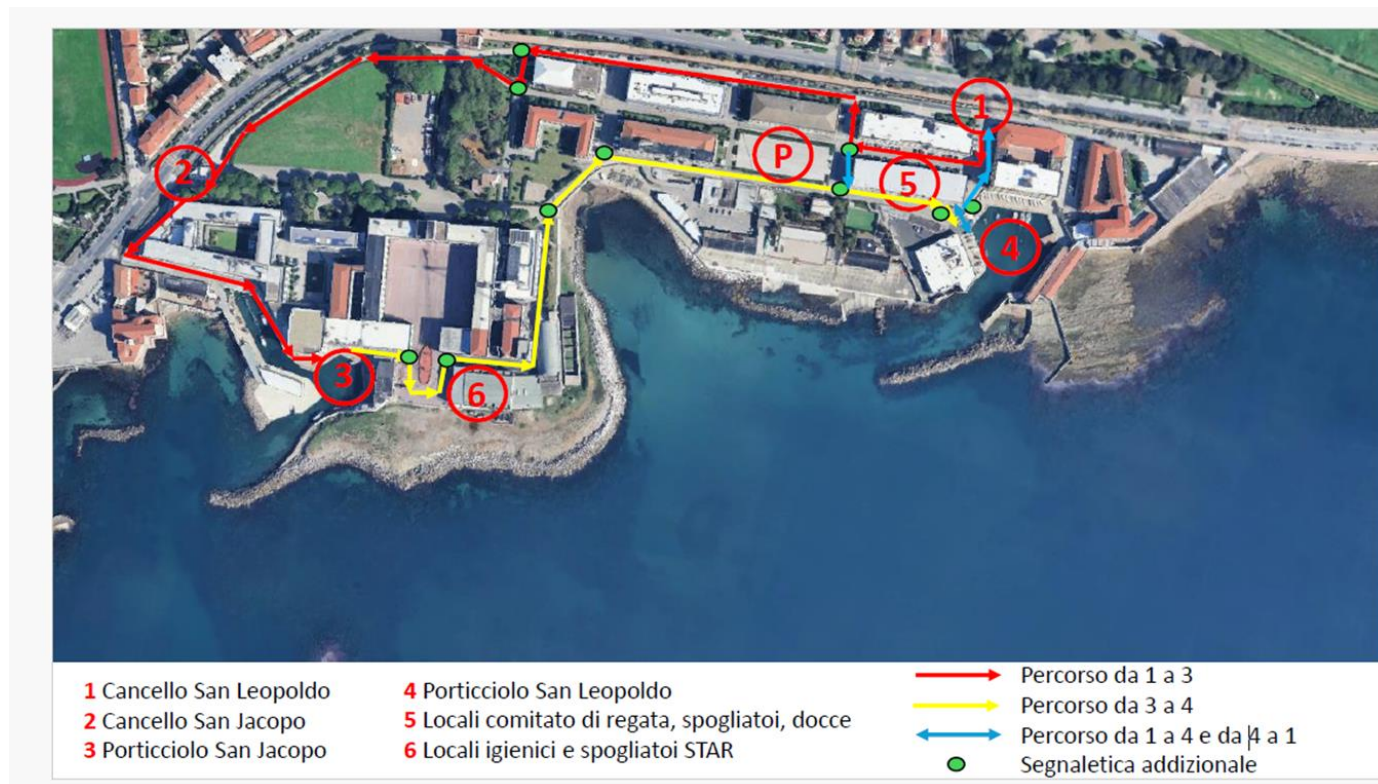 1
P
2
5
4
3
6
1 Cancello San Leopoldo
2 Cancello San Jacopo
3 Porticciolo San Jacopo
4 Porticciolo San Leopoldo
5 Locali comitato di regata, spogliatoi, docce
6 Locali igienici e spogliatoi STAR
Percorso da 1 a 3
Percorso da 3 a 4
Percorso da 1 a 4 e da 4 a 1
Segnaletica addizionale